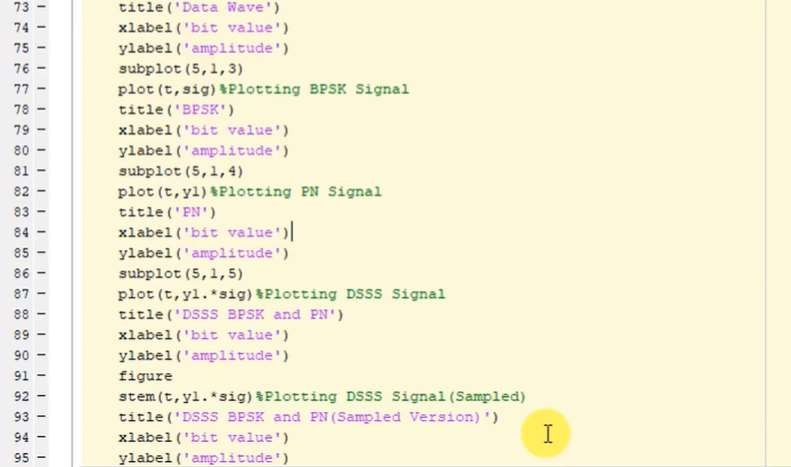 73 - title('Data Wave')
74 - xlabel('bit value')
75 - ylabel('amplitude')
76 - subplot(5,1,3)
77 - plot(t,sig)%Plotting BPSK Signal
78 - title('BPSK')
79 - xlabel('bit value')
80 - ylabel('amplitude')
81 - subplot(5,1,4)
82 - plot(t,y1)%Plotting PN Signal
83 - title('PN')
84 - xlabel('bit value')
85 - ylabel('amplitude')
86 - subplot(5,1,5)
87 - plot(t,y1.*sig)%Plotting DSSS Signal
88 - title('DSSS BPSK and PN')
89 - xlabel('bit value')
90 - ylabel('amplitude')
91 - figure
92 - stem(t,y1.*sig)%Plotting DSSS Signal(Sampled)
93 - title('DSSS BPSK and PN(Sampled Version)')
94 - xlabel('bit value')
95 - ylabel('amplitude')